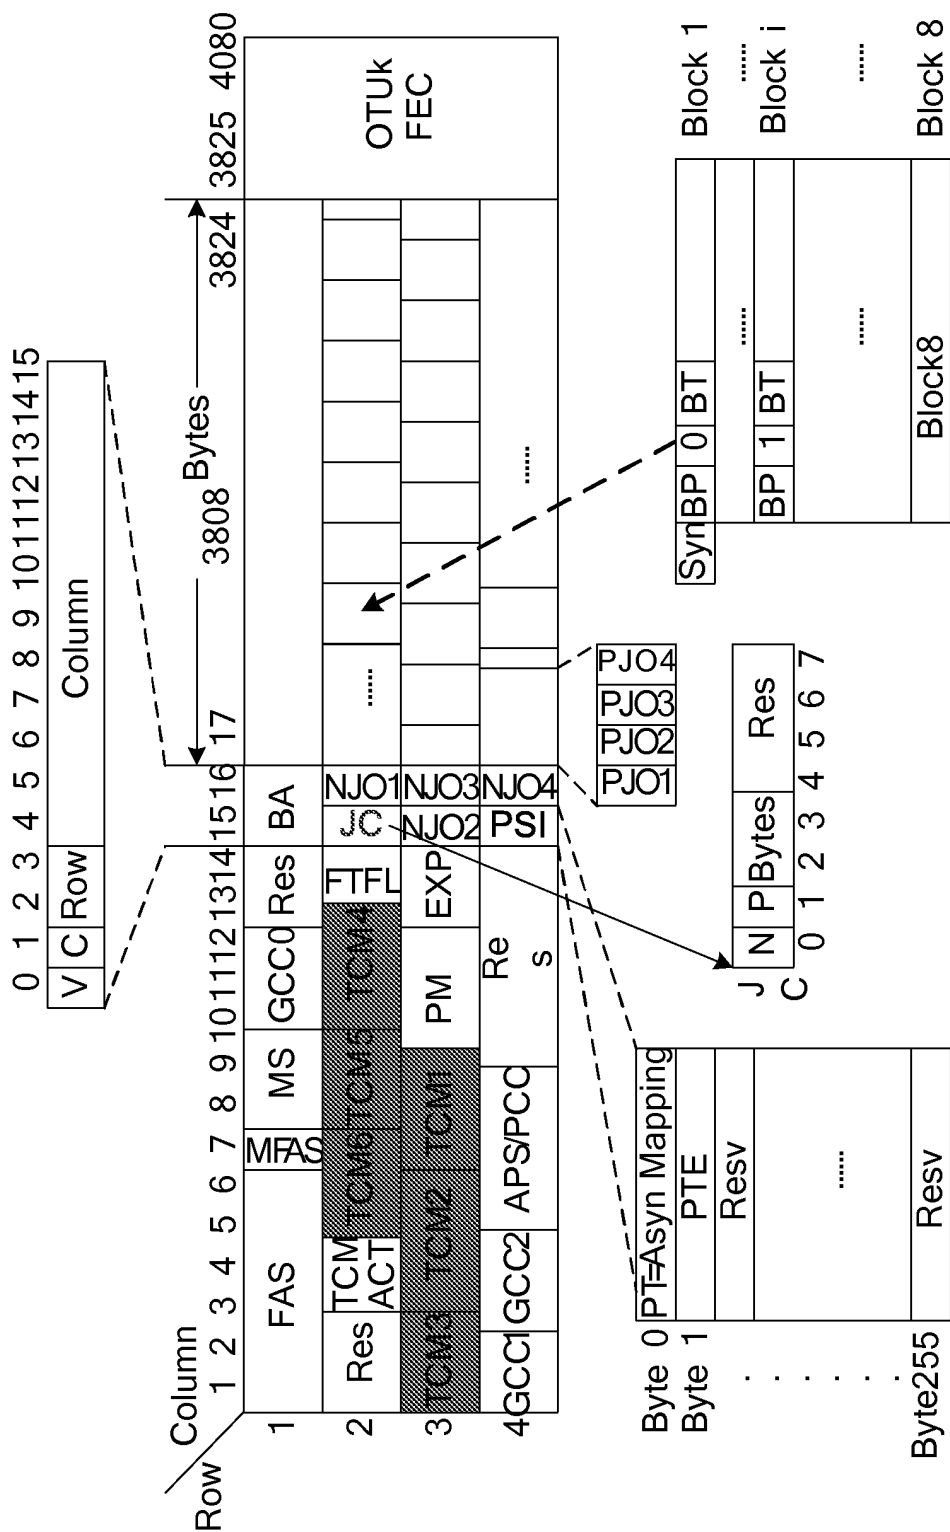 0 1 2 3 4 5 6 7 8 9 10 11 12 13 14 15
V C Row Column
Bytes
Column
Row
1 2 3 4 5 6 7 8 9 10 11 12 13 14 15 16 17 3808 3824 3825 4080
1 FAS MFAS MS GCC0 Res BA
OTUk
FEC
2 Res TCM ACT TCM6 TCM5 TCM4 FTFL JC NJO1 ......
3 TCM3 TCM2 TCM1 PM EXP NJO2 NJO3
4 GCC1 GCC2 APS/PCC Res PSI NJO4 ......
PJO1 PJO2 PJO3 PJO4
Byte 0 PT=Asyn Mapping
Byte 1 PTE
Resv
......
Byte255 Resv
JC N P Bytes Res
0 1 2 3 4 5 6 7
Syn BP 0 BT Block 1
...... ......
BP 1 BT Block i
...... ......
Block8 Block 8